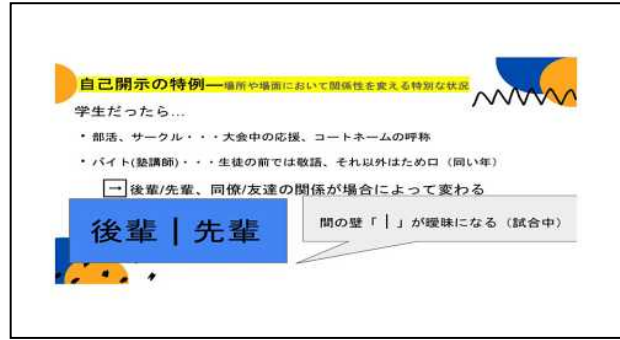 自己開示の特例―場所や場面において関係性を変える特別な状況
学生だったら…
・部活、サークル・・・大会中の応援、コートネームの呼称
・バイト(塾講師)・・・生徒の前では敬語、それ以外はため口（同い年）
→後輩/先輩、同僚/友達の関係が場合によって変わる
後輩｜先輩
間の壁「｜」が曖昧になる（試合中）